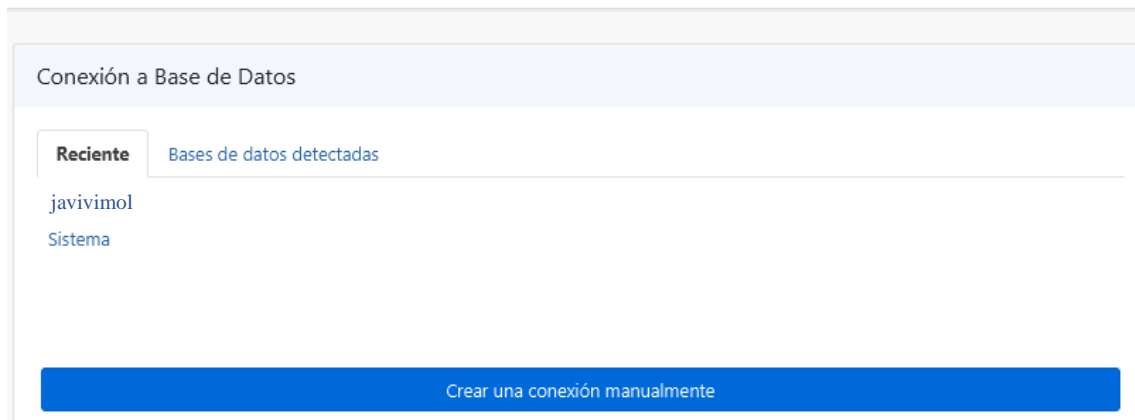 Conexión a Base de Datos
Reciente Bases de datos detectadas
javivimol
Sistema
Crear una conexión manualmente